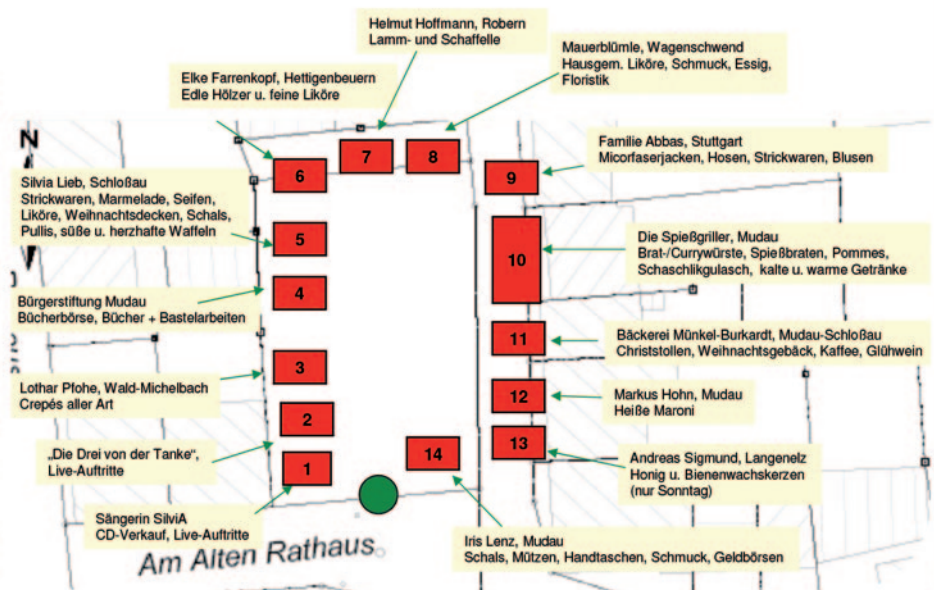 Helmut Hoffmann, Robern
Lamm- und Schaffelle
Mauerblümle, Wagenschwend
Hausgem. Liköre, Schmuck, Essig,
Floristik
Elke Farrenkopf, Hettigenbeuern
Edle Hölzer u. feine Liköre
N
7
8
Familie Abbas, Stuttgart
Micorfaserjacken, Hosen, Strickwaren, Blusen
6
9
Silvia Lieb, Schloßau
Strickwaren, Marmelade, Seifen,
Liköre, Weihnachtsdecken, Schals,
Pullis, süße u. herzhafte Waffeln
5
10
Die Spießgriller, Mudau
Brat-/Currywürste, Spießbraten, Pommes,
Schaschlikgulasch, kalte u. warme Getränke
4
Bürgerstiftung Mudau
Bücherbörse, Bücher + Bastelarbeiten
11
Bäckerei Münkel-Burkardt, Mudau-Schloßau
Christstollen, Weihnachtsgebäck, Kaffee, Glühwein
3
Lothar Pfohe, Wald-Michelbach
Crepés aller Art
12
Markus Hohn, Mudau
Heiße Maroni
2
„Die Drei von der Tanke“,
Live-Auftritte
13
14
1
Andreas Sigmund, Langenelz
Honig u. Bienenwachskerzen
(nur Sonntag)
Sängerin SilviA
CD-Verkauf, Live-Auftritte
Iris Lenz, Mudau
Schals, Mützen, Handtaschen, Schmuck, Geldbörsen
Am Alten Rathaus